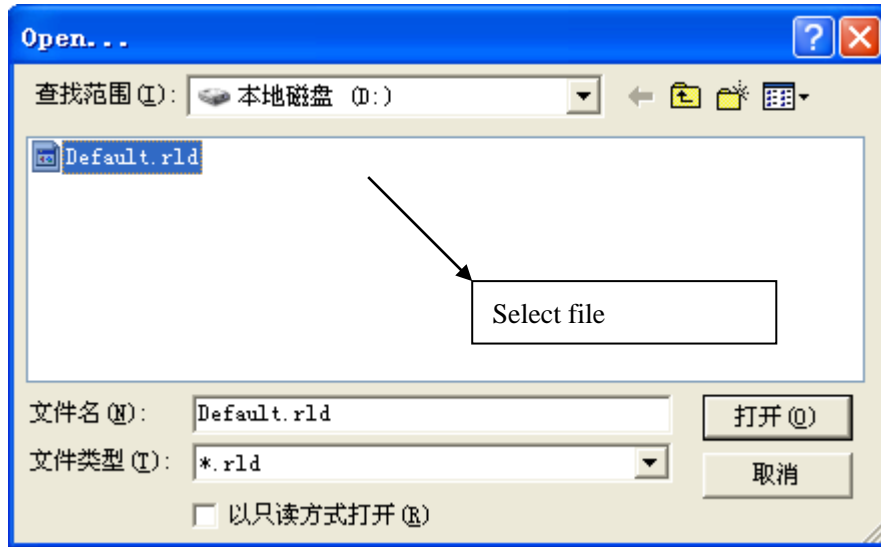 Open...
查找范围(I): 本地磁盘 (D:)
Default.rld
Select file
文件名(N): Default.rld 打开(O)
文件类型(T): *.rld 取消
以只读方式打开(R)